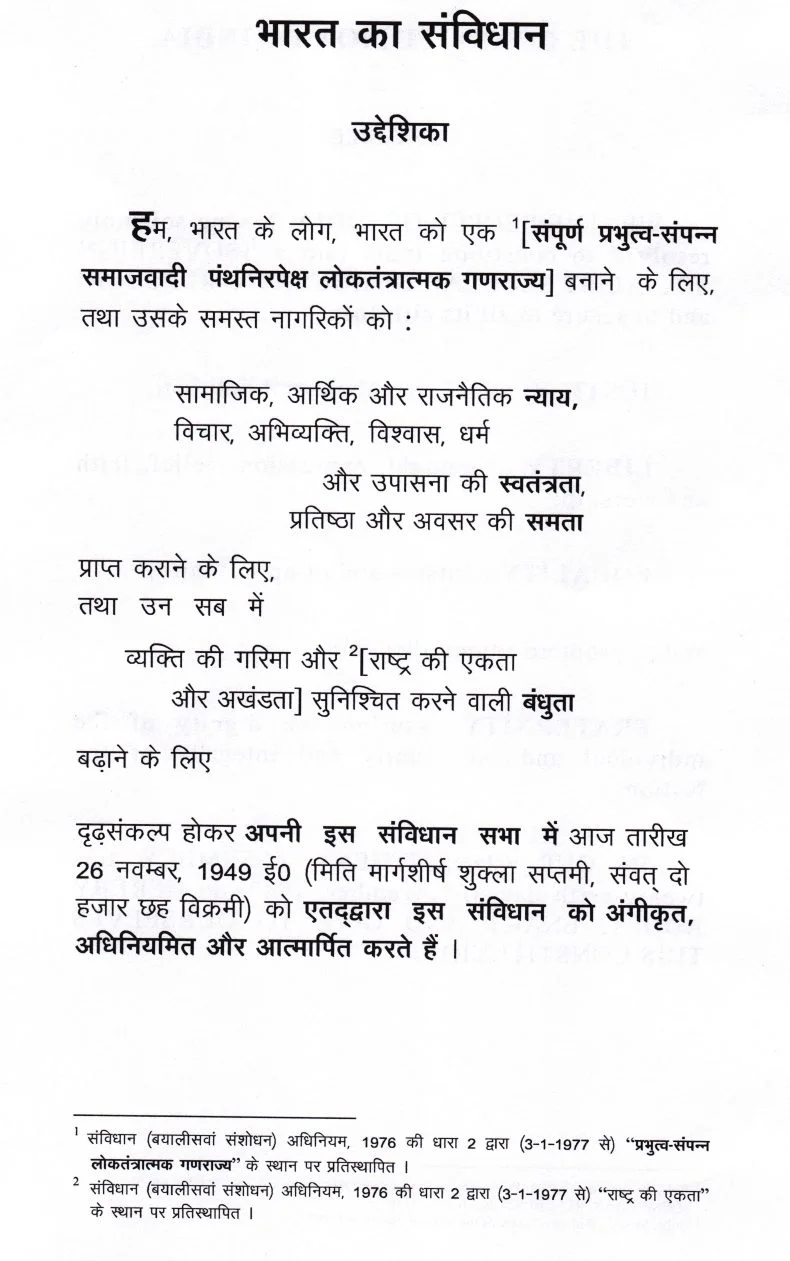 भारत का संविधान
उद्देशिका
हम, भारत के लोग, भारत को एक ¹[संपूर्ण प्रभुत्व-संपन्न
समाजवादी पंथनिरपेक्ष लोकतंत्रात्मक गणराज्य] बनाने के लिए,
तथा उसके समस्त नागरिकों को :
सामाजिक, आर्थिक और राजनैतिक न्याय,
विचार, अभिव्यक्ति, विश्वास, धर्म
और उपासना की स्वतंत्रता,
प्रतिष्ठा और अवसर की समता
प्राप्त कराने के लिए,
तथा उन सब में
व्यक्ति की गरिमा और ²[राष्ट्र की एकता
और अखंडता] सुनिश्चित करने वाली बंधुता
बढ़ाने के लिए
दृढ़संकल्प होकर अपनी इस संविधान सभा में आज तारीख
26 नवम्बर, 1949 ई0 (मिति मार्गशीर्ष शुक्ला सप्तमी, संवत् दो
हजार छह विक्रमी) को एतद्द्वारा इस संविधान को अंगीकृत,
अधिनियमित और आत्मार्पित करते हैं ।
¹ संविधान (बयालीसवां संशोधन) अधिनियम, 1976 की धारा 2 द्वारा (3-1-1977 से) “प्रभुत्व-संपन्न
लोकतंत्रात्मक गणराज्य” के स्थान पर प्रतिस्थापित ।
² संविधान (बयालीसवां संशोधन) अधिनियम, 1976 की धारा 2 द्वारा (3-1-1977 से) “राष्ट्र की एकता”
के स्थान पर प्रतिस्थापित ।